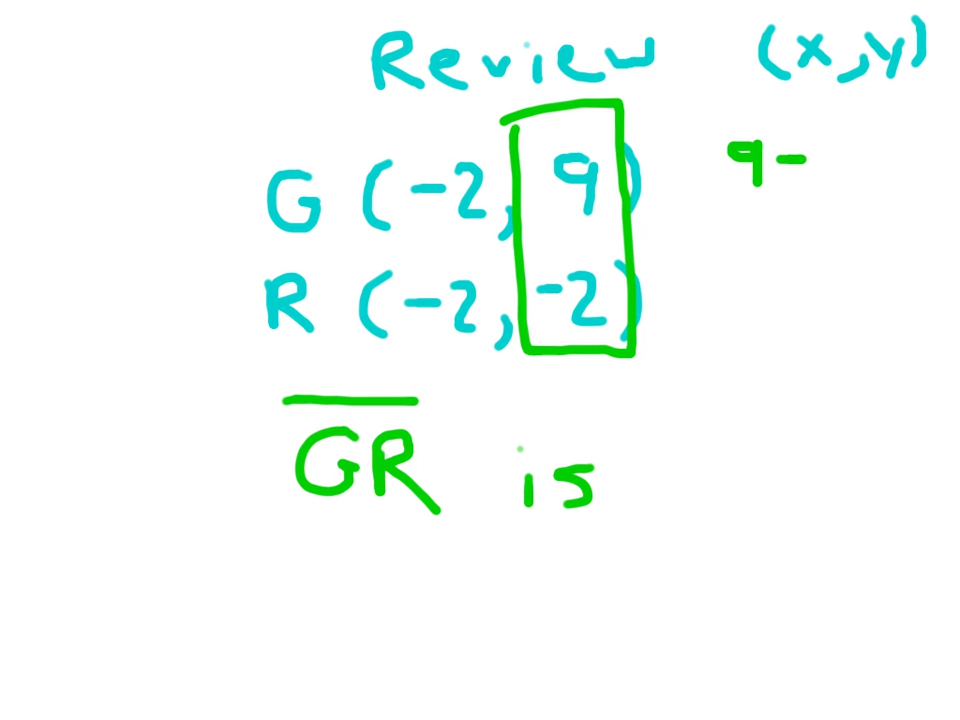 Review (x,y)
G (-2, 9) 9-
R (-2, -2)
GR is